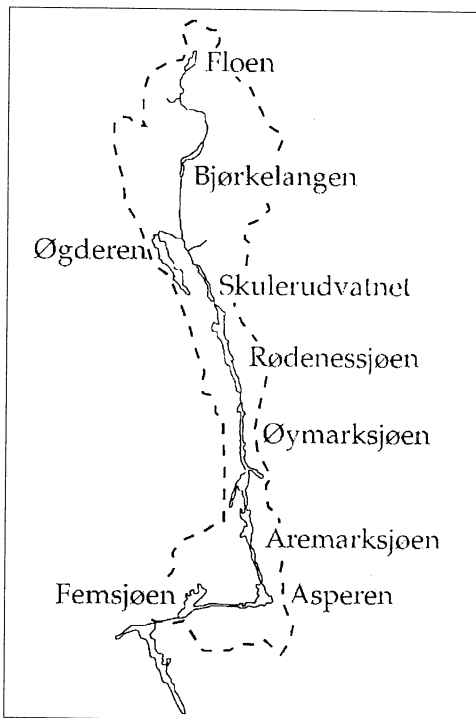 Floen
Bjørkelangen
Øgderen
Skulerudvatnet
Rødenessjøen
Øymarksjøen
Aremarksjøen
Femsjøen
Asperen